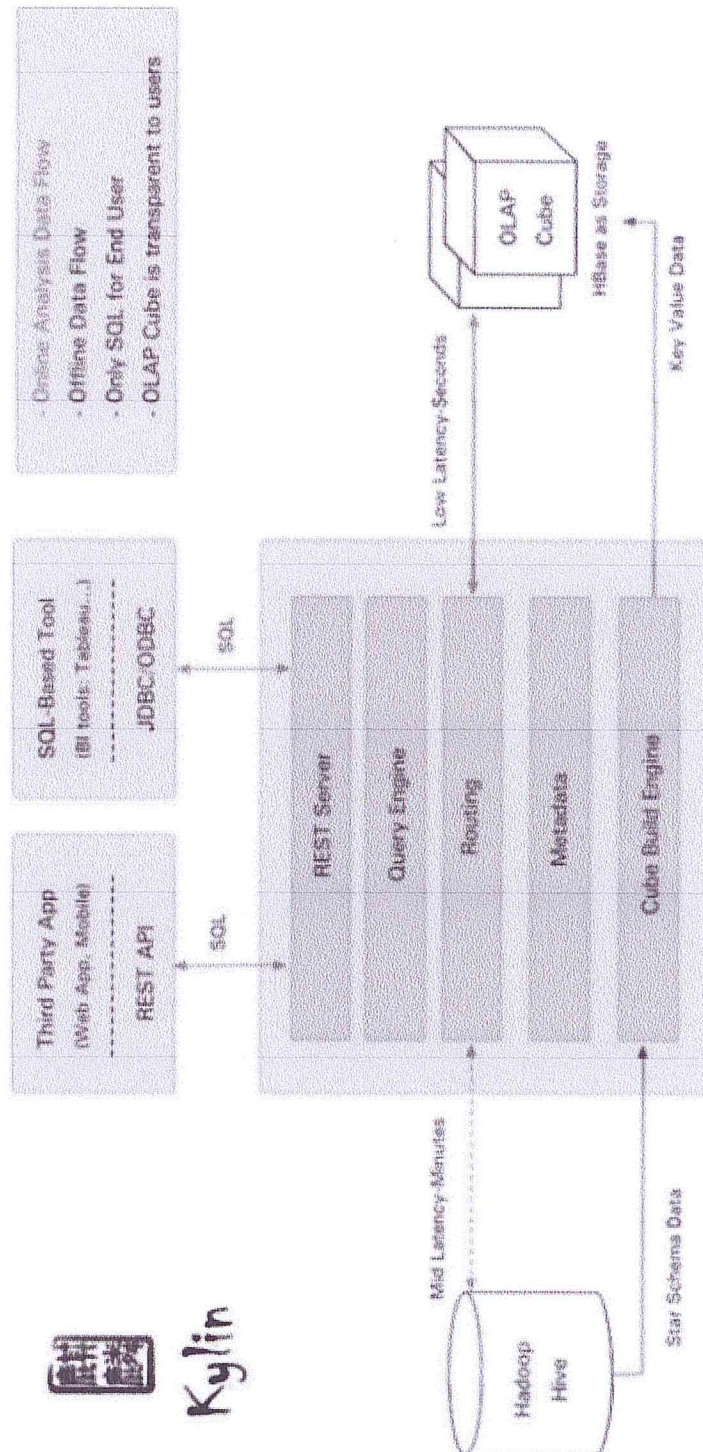 麒麟
Kylin
Third Party App
(Web App, Mobile)
REST API
SQL-Based Tool
(BI tools: Tableau...)
JDBC/ODBC
- Online Analysis Data Flow
- Offline Data Flow
- Only SQL for End User
- OLAP Cube is transparent to users
SQL
SQL
REST Server
Query Engine
Routing
Metadata
Cube Build Engine
Mid Latency-Minutes
Low Latency-Seconds
Hadoop
Hive
OLAP
Cube
HBase as Storage
Star Schema Data
Key Value Data